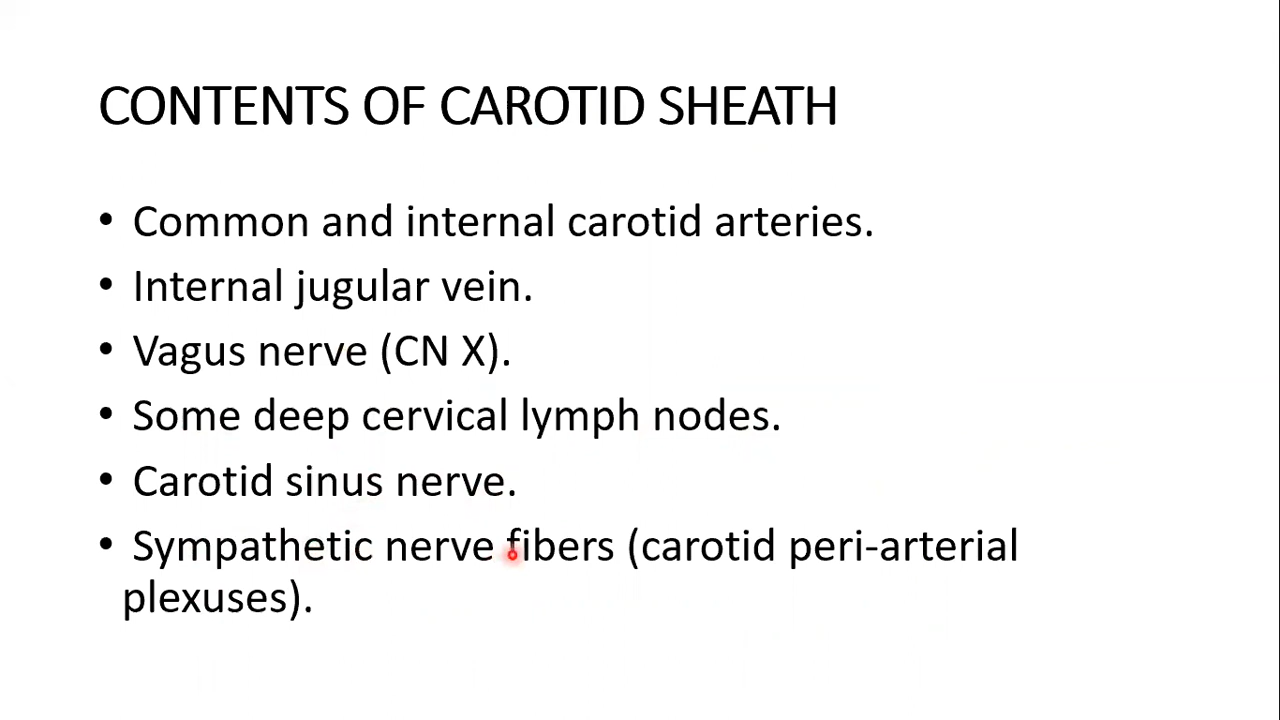 CONTENTS OF CAROTID SHEATH
• Common and internal carotid arteries.
• Internal jugular vein.
• Vagus nerve (CN X).
• Some deep cervical lymph nodes.
• Carotid sinus nerve.
• Sympathetic nerve fibers (carotid peri-arterial
plexuses).